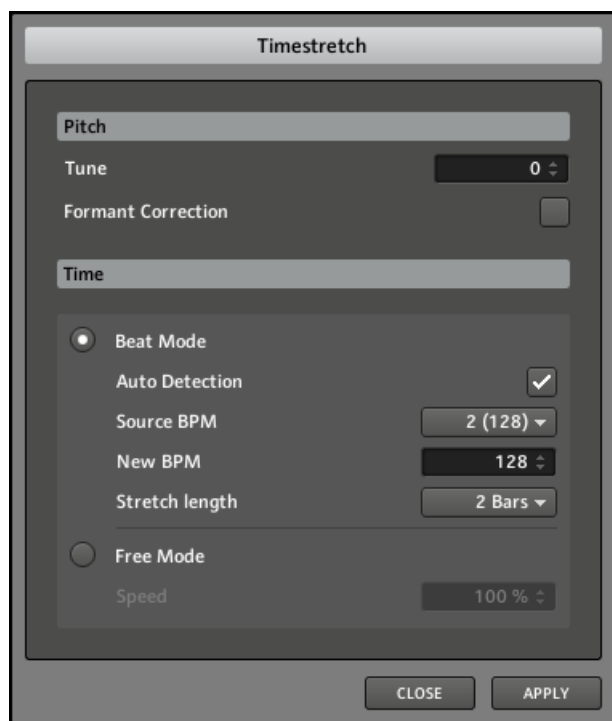 Timestretch
Pitch
Tune 0
Formant Correction
Time
Beat Mode
Auto Detection
Source BPM 2 (128)
New BPM 128
Stretch length 2 Bars
Free Mode
Speed 100 %
CLOSE APPLY